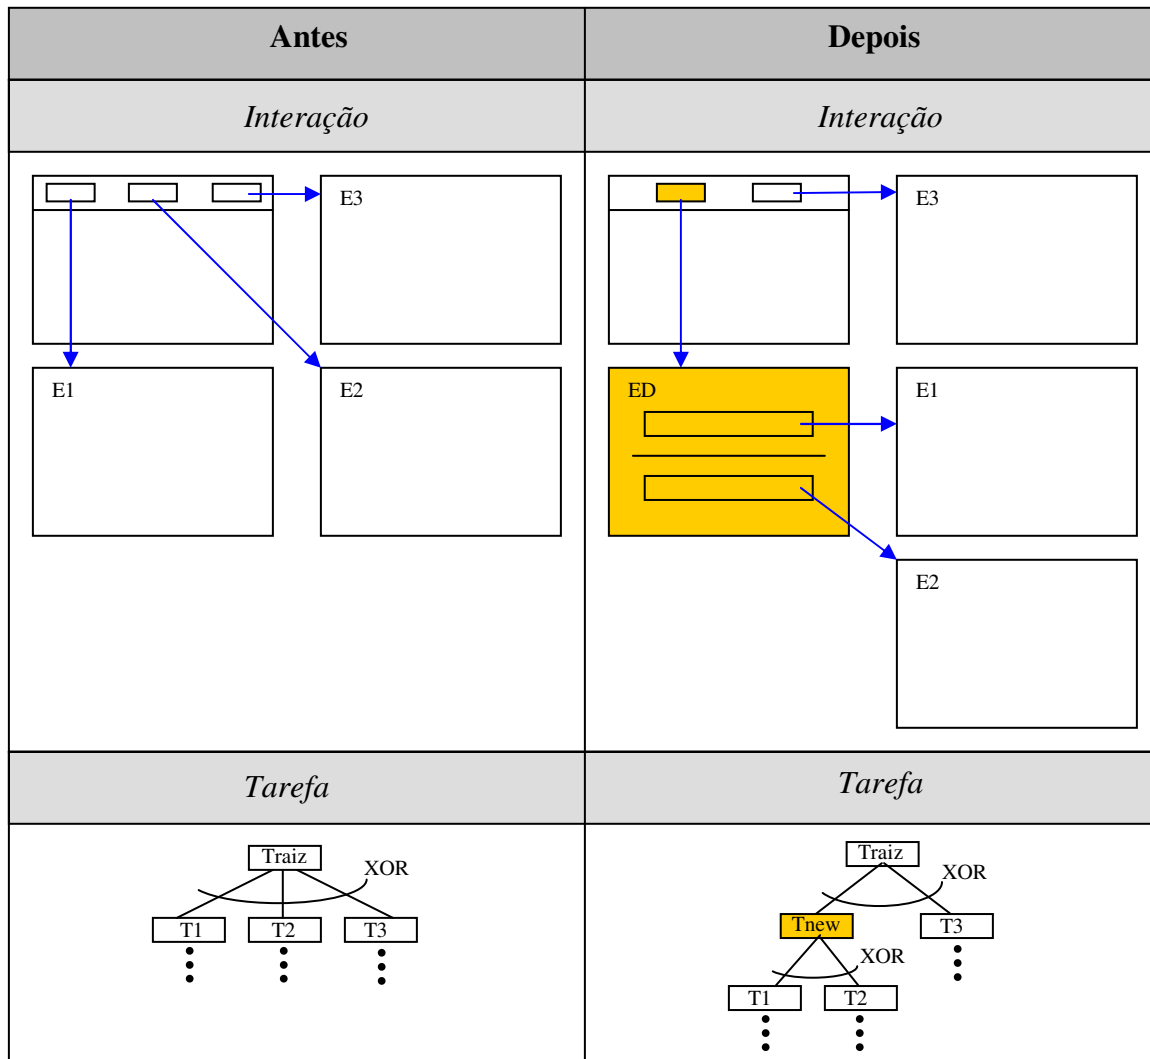 Antes
Depois
Interação
Interação
E3
E1
E2
E3
ED
E1
E2
Tarefa
Tarefa
Traiz
XOR
T1 T2 T3
Traiz
XOR
Tnew T3
XOR
T1 T2